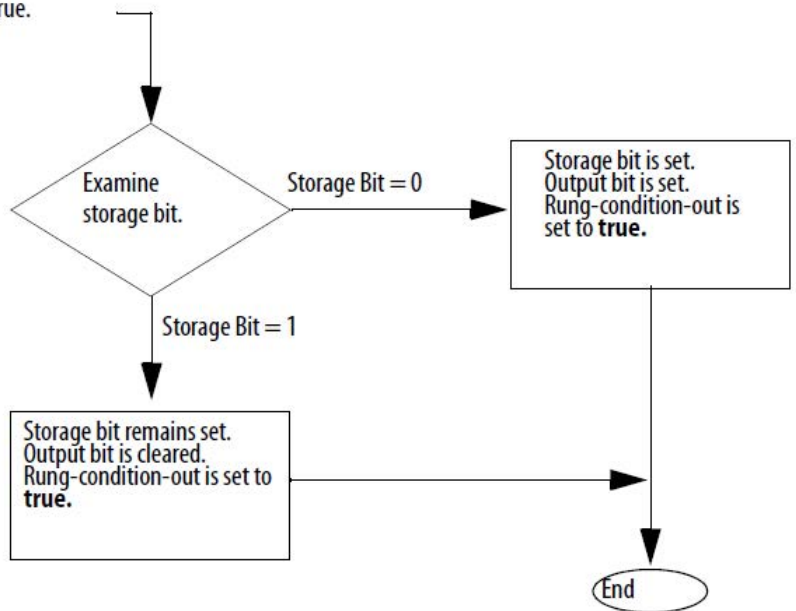 Examine
storage bit.
Storage Bit = 0
Storage bit is set.
Output bit is set.
Rung-condition-out is
set to true.
Storage Bit = 1
Storage bit remains set.
Output bit is cleared.
Rung-condition-out is set to
true.
End